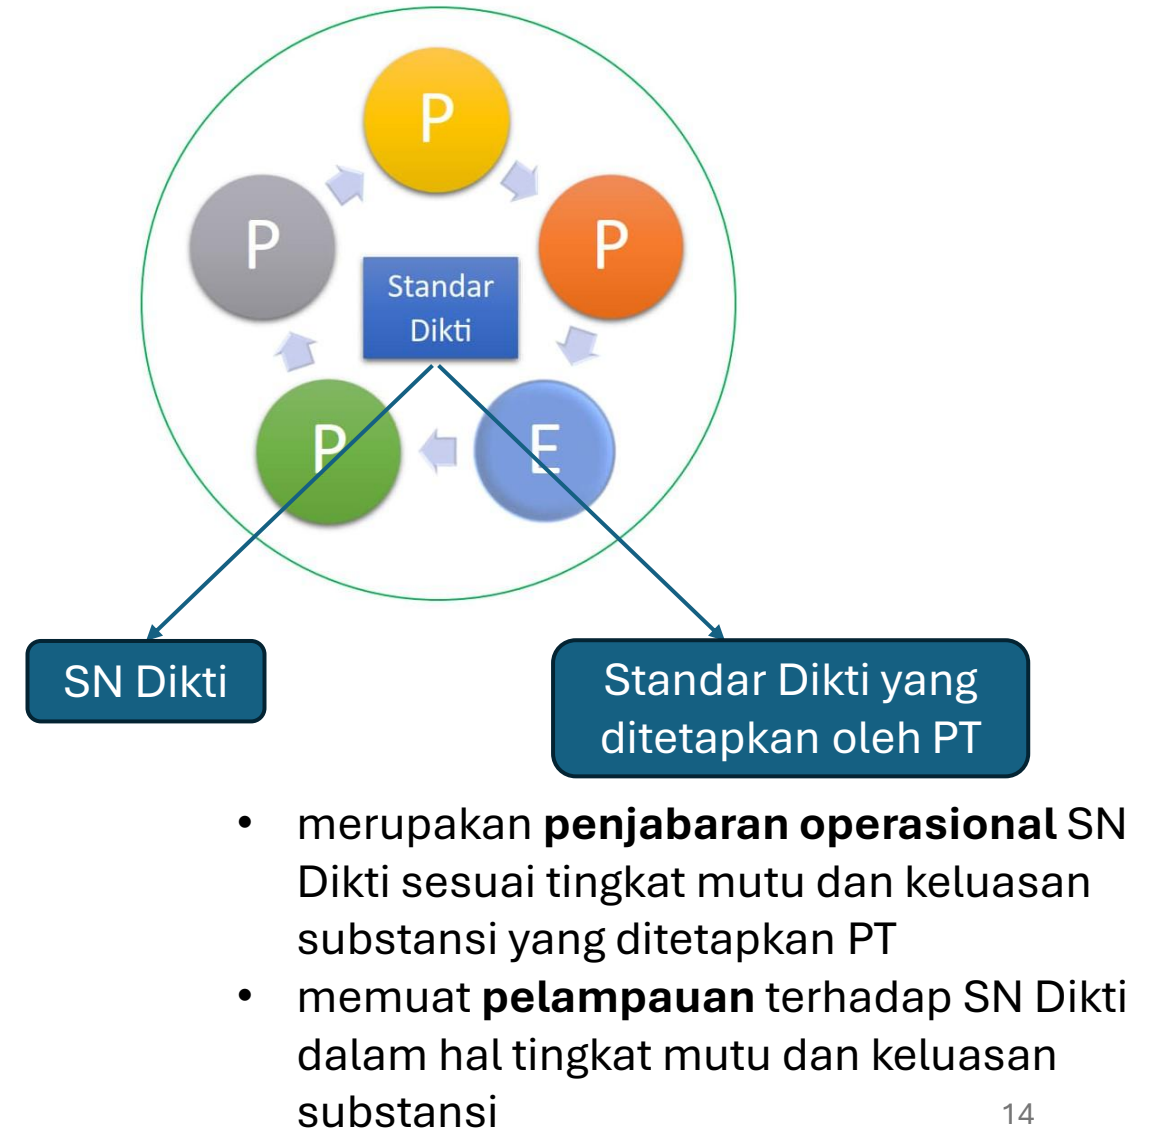 P
P
P
Standar
Dikti
P
E
SN Dikti
Standar Dikti yang
ditetapkan oleh PT
• merupakan penjabaran operasional SN
Dikti sesuai tingkat mutu dan keluasan
substansi yang ditetapkan PT
• memuat pelampauan terhadap SN Dikti
dalam hal tingkat mutu dan keluasan
substansi
14